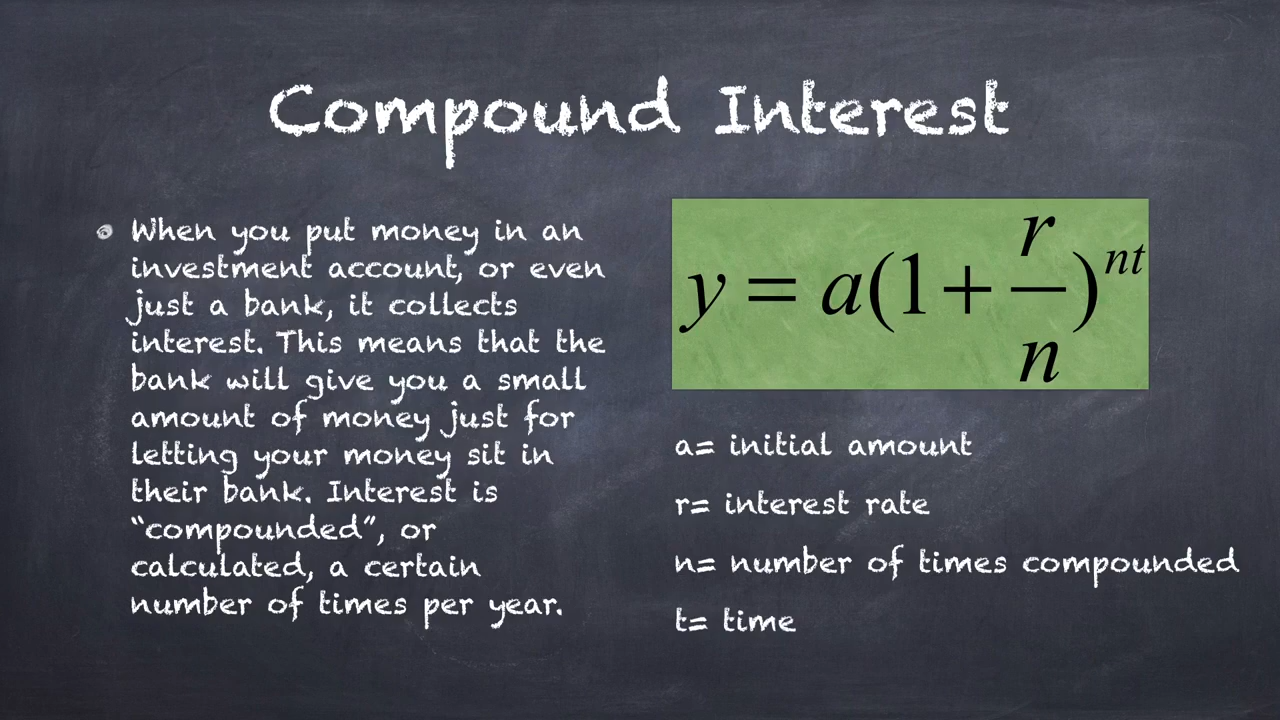 Compound Interest
When you put money in an
investment account, or even
just a bank, it collects
interest. This means that the
bank will give you a small
amount of money just for
letting your money sit in
their bank. Interest is
“compounded”, or
calculated, a certain
number of times per year.
y = a(1 + r/n)^nt
a= initial amount
r= interest rate
n= number of times compounded
t= time